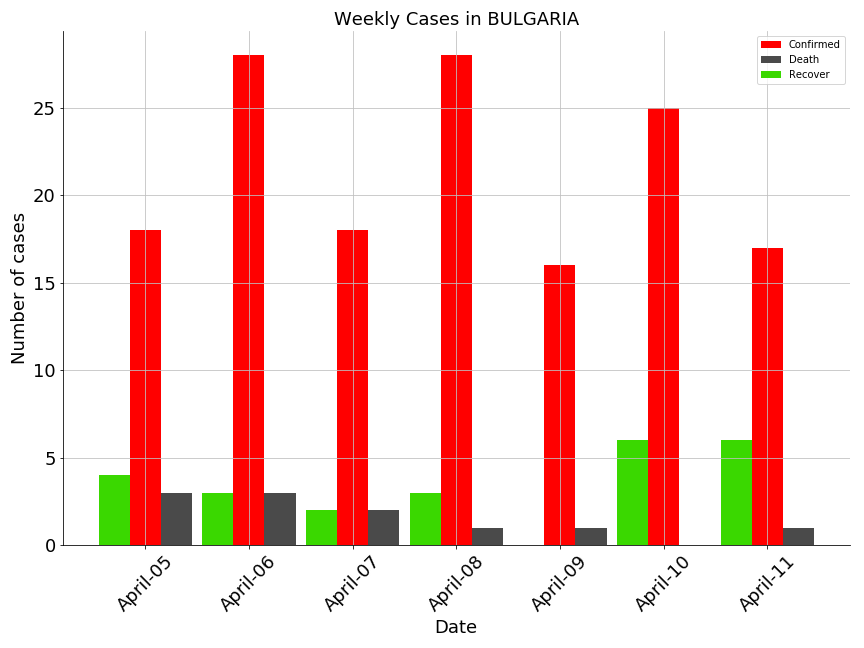 Weekly Cases in BULGARIA
Confirmed
Death
Recover
Number of cases
25
20
15
10
5
0
April-05
April-06
April-07
April-08
April-09
April-10
April-11
Date